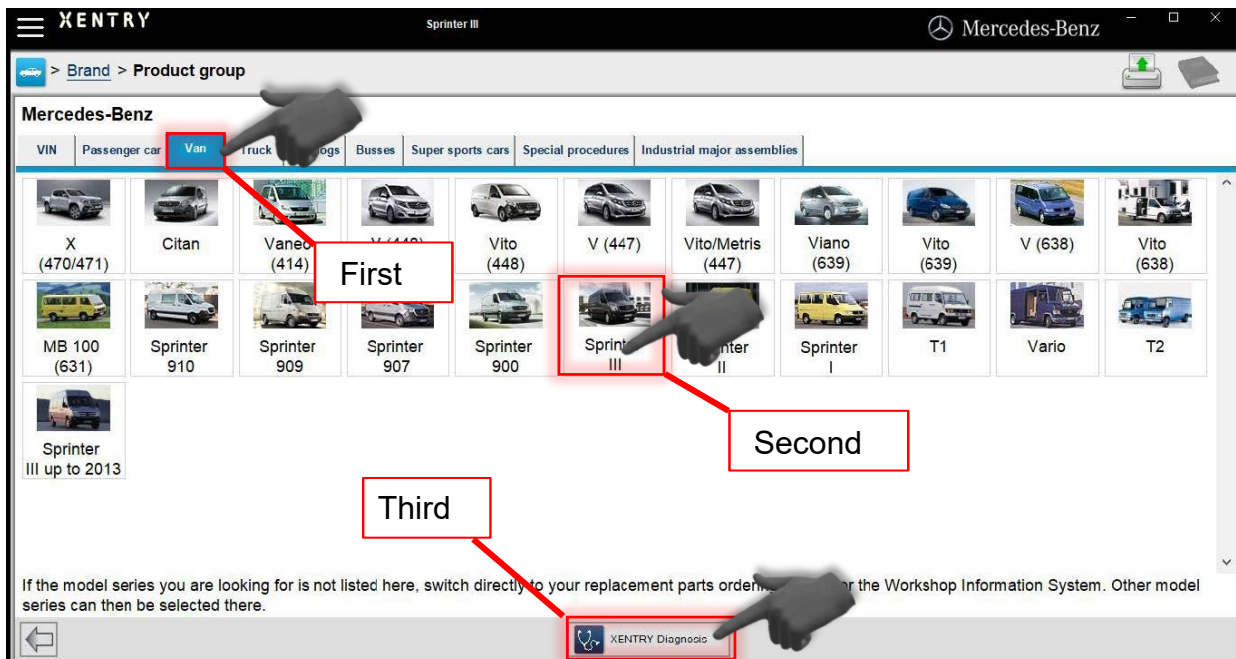 XENTRY
Sprinter III
Mercedes-Benz
> Brand > Product group
Mercedes-Benz
VIN
Passenger car
Van
Truck
ogs
Busses
Super sports cars
Special procedures
Industrial major assemblies
X
(470/471)
Citan
Vaneo
(414)
Vito
(448)
V (447)
Vito/Metris
(447)
Viano
(639)
Vito
(639)
V (638)
Vito
(638)
First
MB 100
(631)
Sprinter
910
Sprinter
909
Sprinter
907
Sprinter
900
Sprint
III
nter
II
Sprinter
I
T1
Vario
T2
Sprinter
III up to 2013
Second
Third
If the model series you are looking for is not listed here, switch directly to your replacement parts the Workshop Information System. Other model
series can then be selected there.
XENTRY Diagnosis